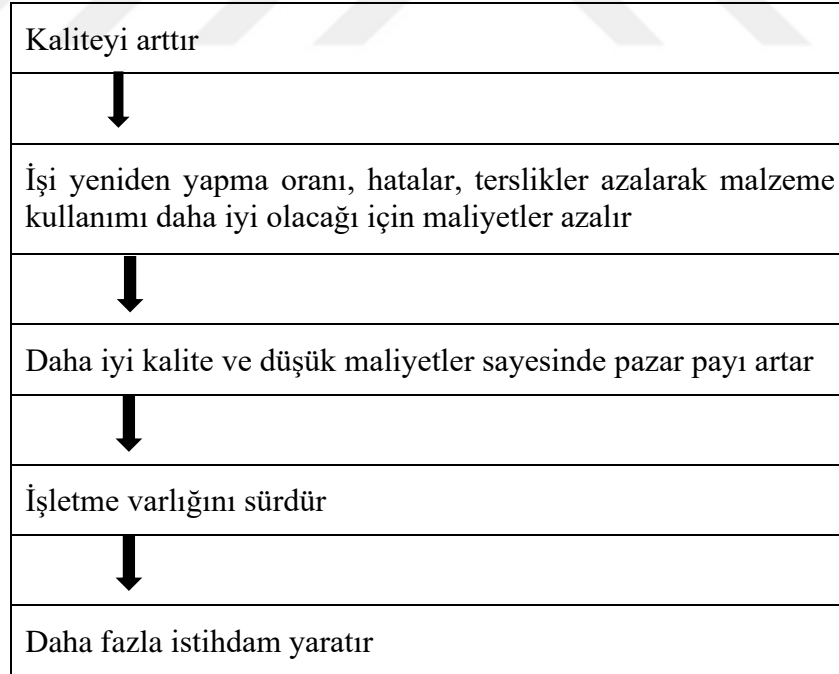 Kaliteyi arttır
İşi yeniden yapma oranı, hatalar, terslikler azalarak malzeme
kullanımı daha iyi olacağı için maliyetler azalır
Daha iyi kalite ve düşük maliyetler sayesinde pazar payı artar
İşletme varlığını sürdür
Daha fazla istihdam yaratır